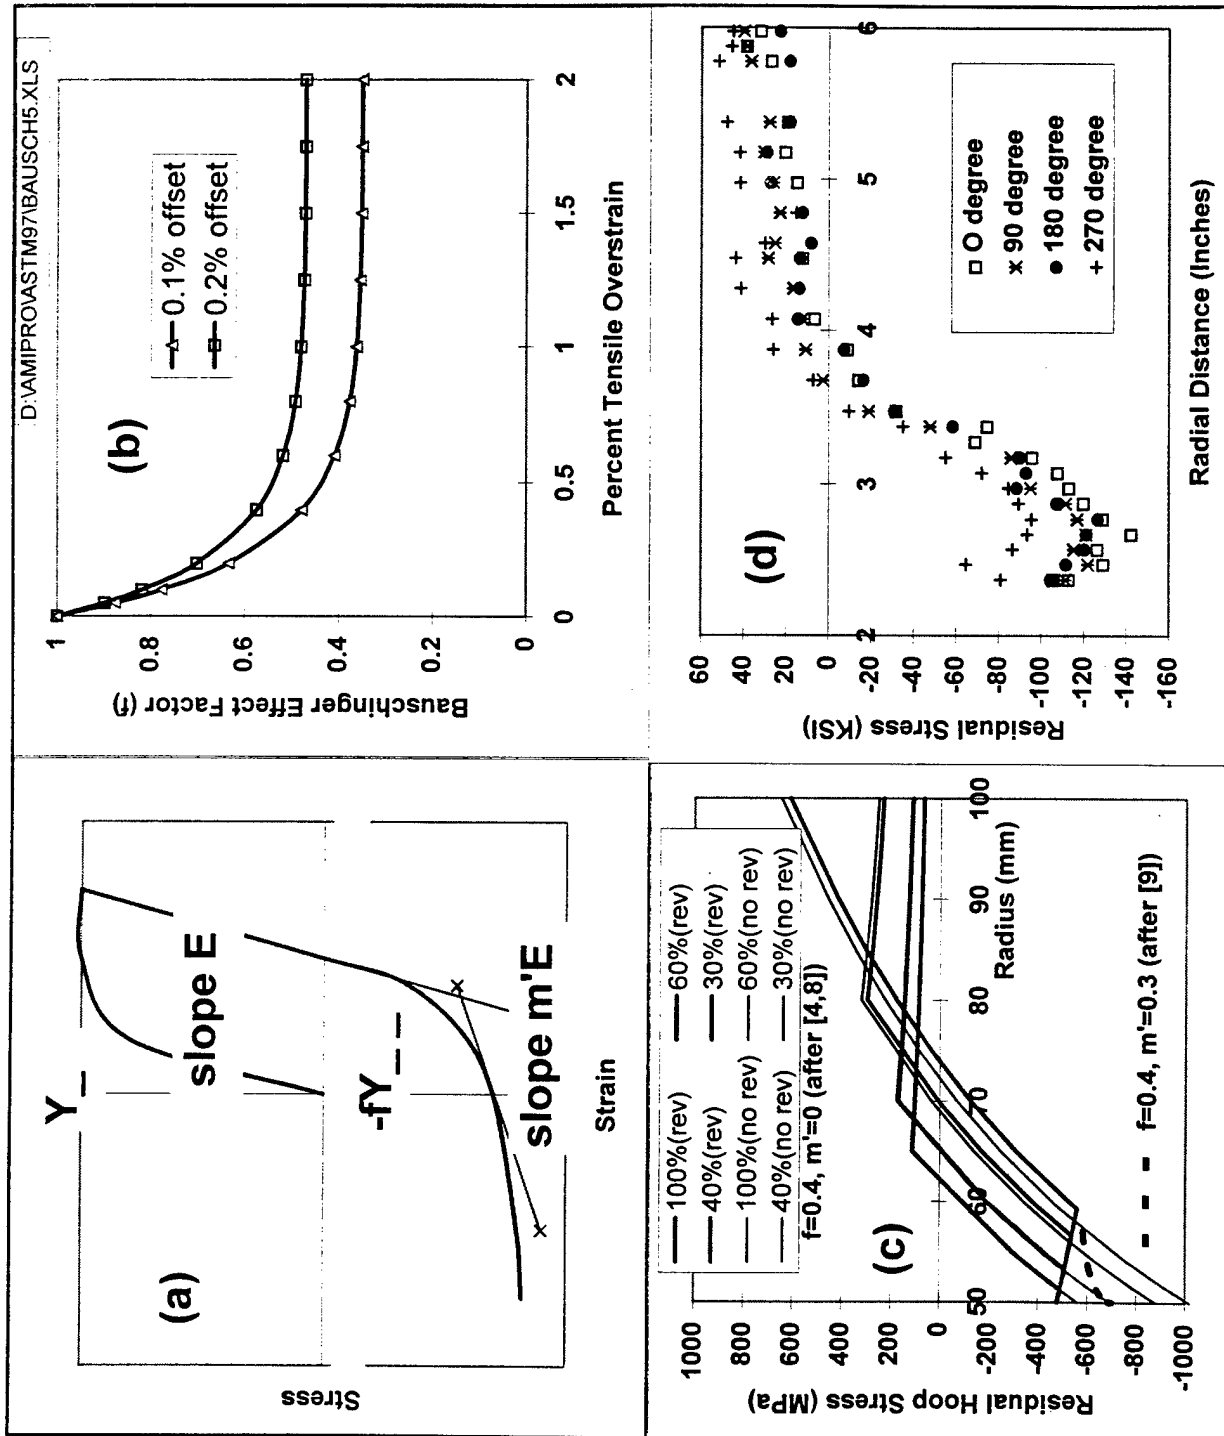 D:\AMIPRO\ASTM97\BAUSCH5.XLS
(a)
Stress
Y
slope E
-fY
slope m'E
Strain
(b)
Bauschinger Effect Factor (f)
1
0.8
0.6
0.4
0.2
0
0.1% offset
0.2% offset
0
0.5
1
1.5
2
Percent Tensile Overstrain
(c)
Residual Hoop Stress (MPa)
1000
800
600
400
200
0
-200
-400
-600
-800
-1000
100%(rev)
60%(rev)
40%(rev)
30%(rev)
100%(no rev)
60%(no rev)
40%(no rev)
30%(no rev)
f=0.4, m'=0 (after [4,8])
50
60
70
80
90
100
Radius (mm)
f=0.4, m'=0.3 (after [9])
(d)
Residual Stress (KSI)
60
40
20
0
-20
-40
-60
-80
-100
-120
-140
-160
2
3
4
5
6
O degree
90 degree
180 degree
270 degree
Radial Distance (Inches)